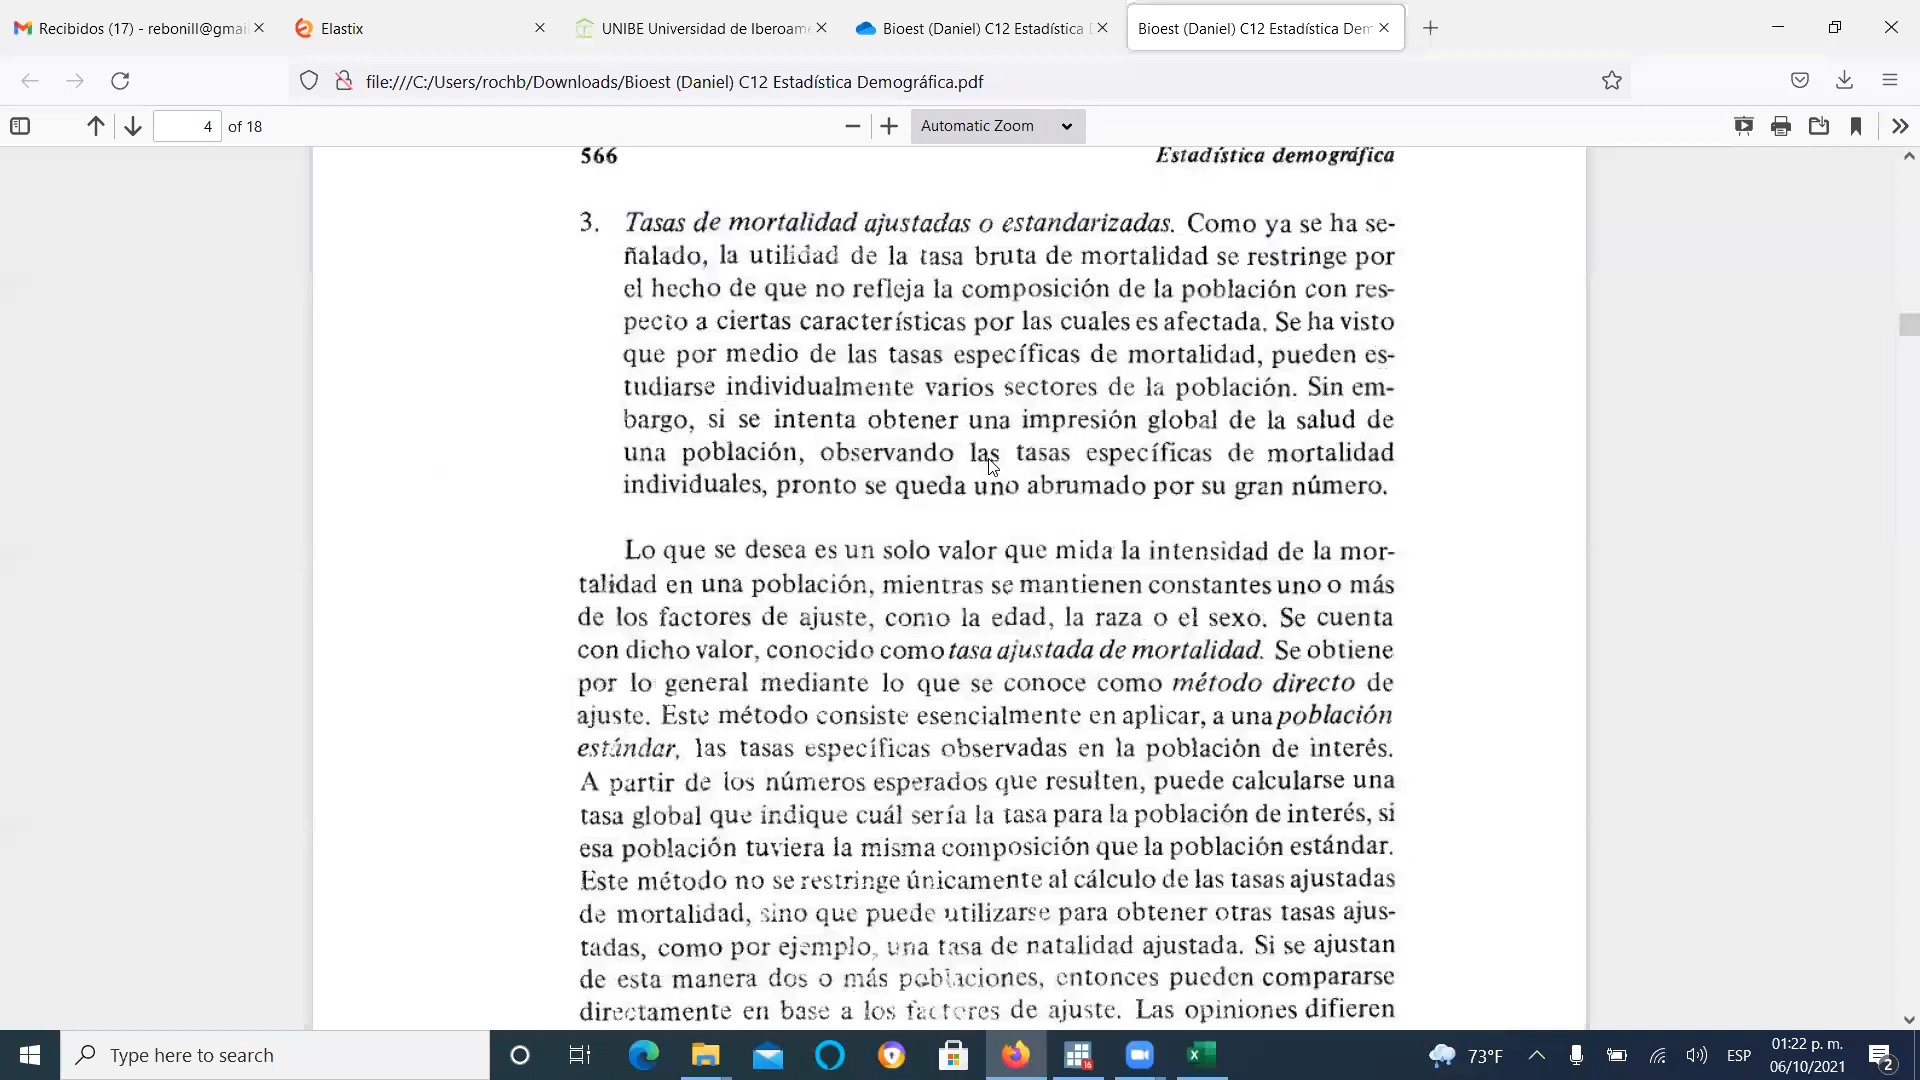 Recibidos (17) - rebonill@gmai
Elastix
UNIBE Universidad de Iberoam
Bioest (Daniel) C12 Estadística D
Bioest (Daniel) C12 Estadística Dem
file:///C:/Users/rochb/Downloads/Bioest (Daniel) C12 Estadística Demográfica.pdf
4 of 18
Automatic Zoom
566 Estadística demográfica
3. Tasas de mortalidad ajustadas o estandarizadas. Como ya se ha se-
ñalado, la utilidad de la tasa bruta de mortalidad se restringe por
el hecho de que no refleja la composición de la población con res-
pecto a ciertas características por las cuales es afectada. Se ha visto
que por medio de las tasas específicas de mortalidad, pueden es-
tudiarse individualmente varios sectores de la población. Sin em-
bargo, si se intenta obtener una impresión global de la salud de
una población, observando las tasas específicas de mortalidad
individuales, pronto se queda uno abrumado por su gran número.
Lo que se desea es un solo valor que mida la intensidad de la mor-
talidad en una población, mientras se mantienen constantes uno o más
de los factores de ajuste, como la edad, la raza o el sexo. Se cuenta
con dicho valor, conocido como tasa ajustada de mortalidad. Se obtiene
por lo general mediante lo que se conoce como método directo de
ajuste. Este método consiste esencialmente en aplicar, a una población
estándar, las tasas específicas observadas en la población de interés.
A partir de los números esperados que resulten, puede calcularse una
tasa global que indique cuál sería la tasa para la población de interés, si
esa población tuviera la misma composición que la población estándar.
Este método no se restringe únicamente al cálculo de las tasas ajustadas
de mortalidad, sino que puede utilizarse para obtener otras tasas ajus-
tadas, como por ejemplo, una tasa de natalidad ajustada. Si se ajustan
de esta manera dos o más poblaciones, entonces pueden compararse
directamente en base a los factores de ajuste. Las opiniones difieren
Type here to search
16
73°F
ESP
01:22 p. m.
06/10/2021
2